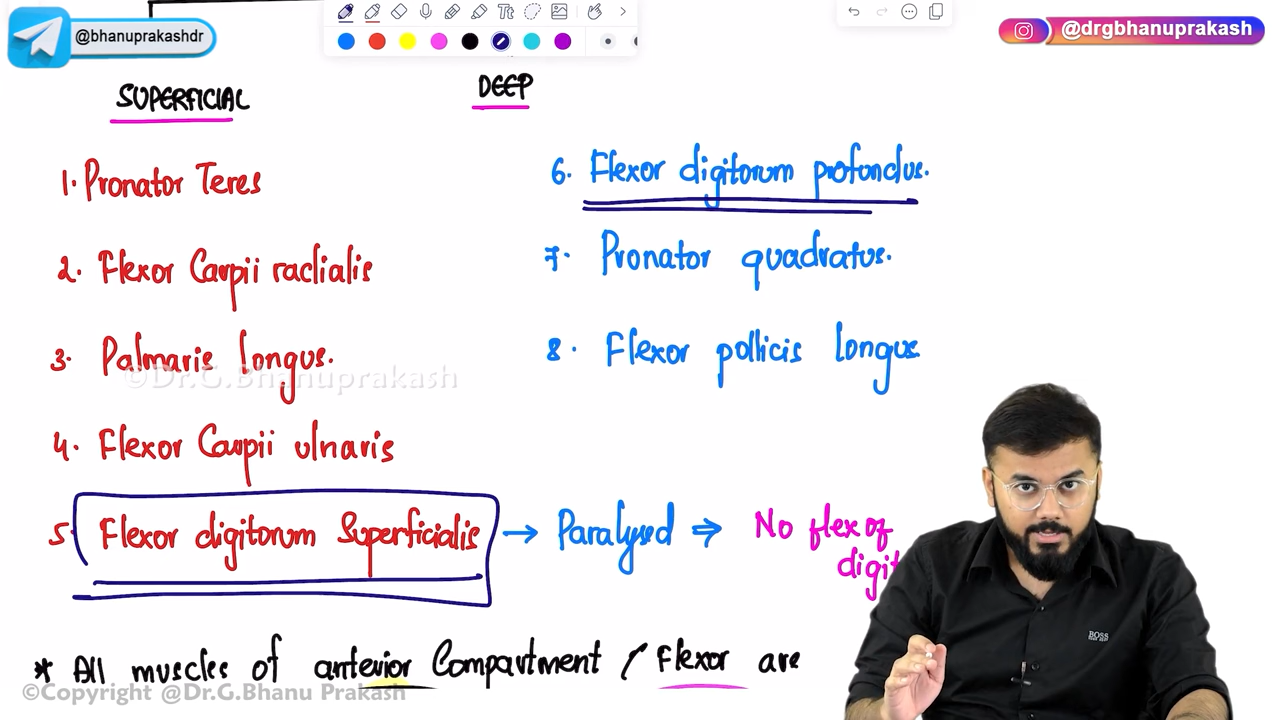 @bhanuprakashdr
Tt
@drgbhanuprakash
SUPERFICIAL
DEEP
1. Pronator Teres
6. Flexor digitorum profundus.
2. Flexor Carpii radialis
7. Pronator quadratus.
3. Palmaris longus.
8. Flexor pollicis longus
©Dr.G.Bhanuprakash
4. Flexor Carpii ulnaris
5. Flexor digitorum Superficialis → Paralysed ⇒ No flex of
digit
BOSS
* All muscles of anterior Compartment / Flexor are
©Copyright @Dr.G.Bhanu Prakash